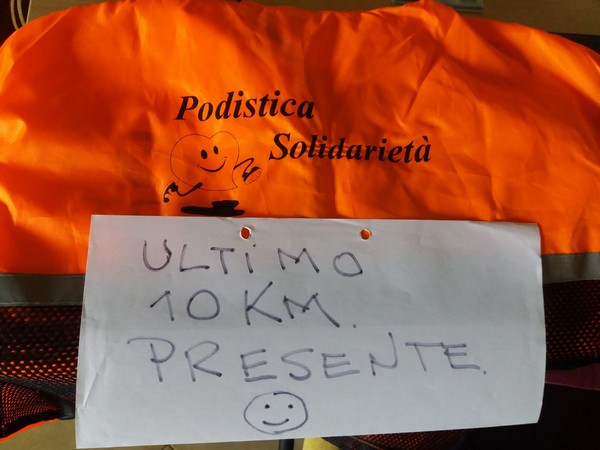 Podistica
Solidarietà
ULTIMO
10 KM.
PRESENTE.